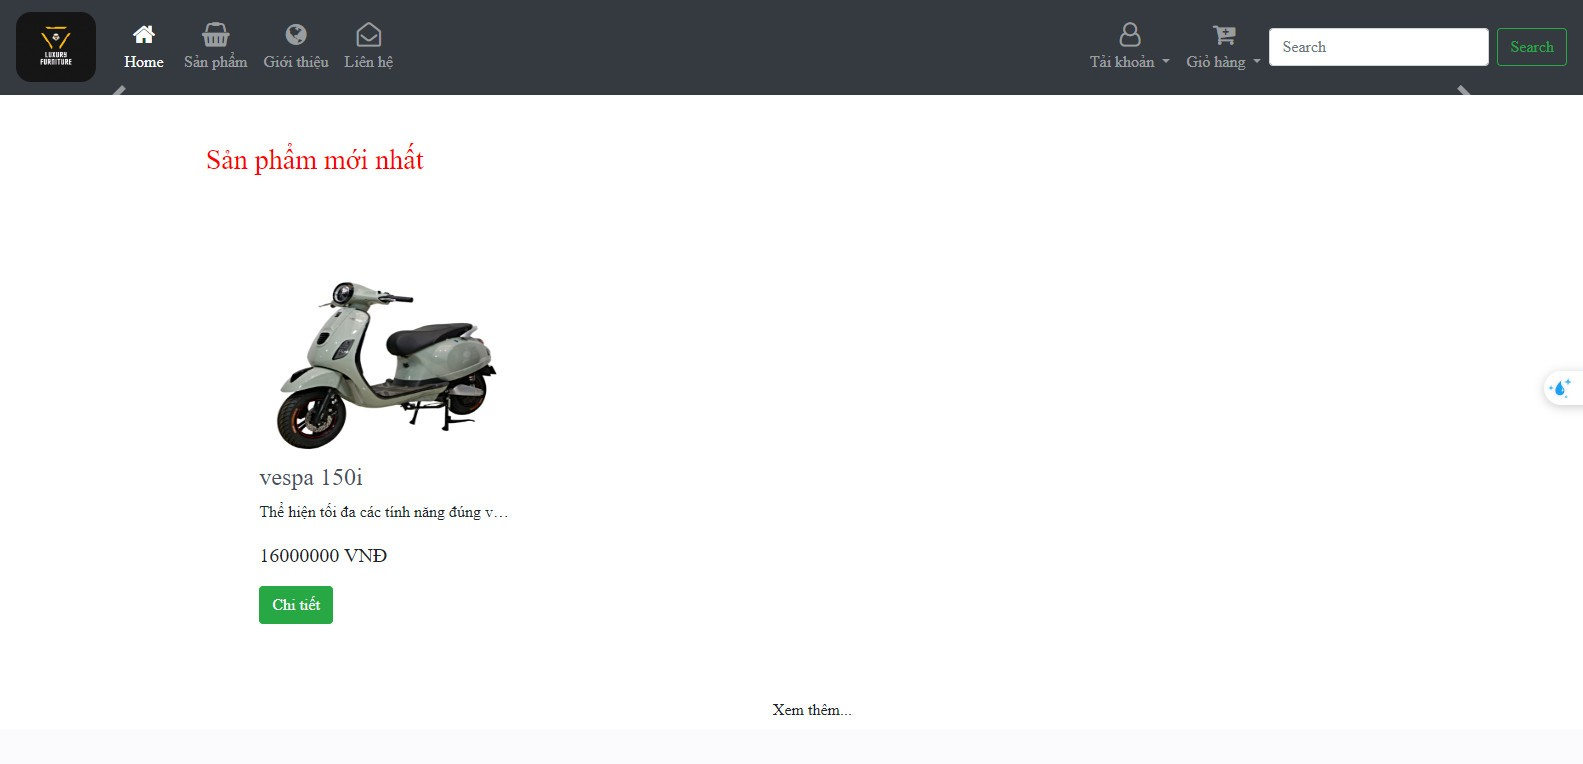 LUXURY
FURNITURE
Home
Sản phẩm
Giới thiệu
Liên hệ
Tài khoản
Giỏ hàng
Search
Search
Sản phẩm mới nhất
vespa 150i
Thể hiện tối đa các tính năng đúng v…
16000000 VNĐ
Chi tiết
Xem thêm...